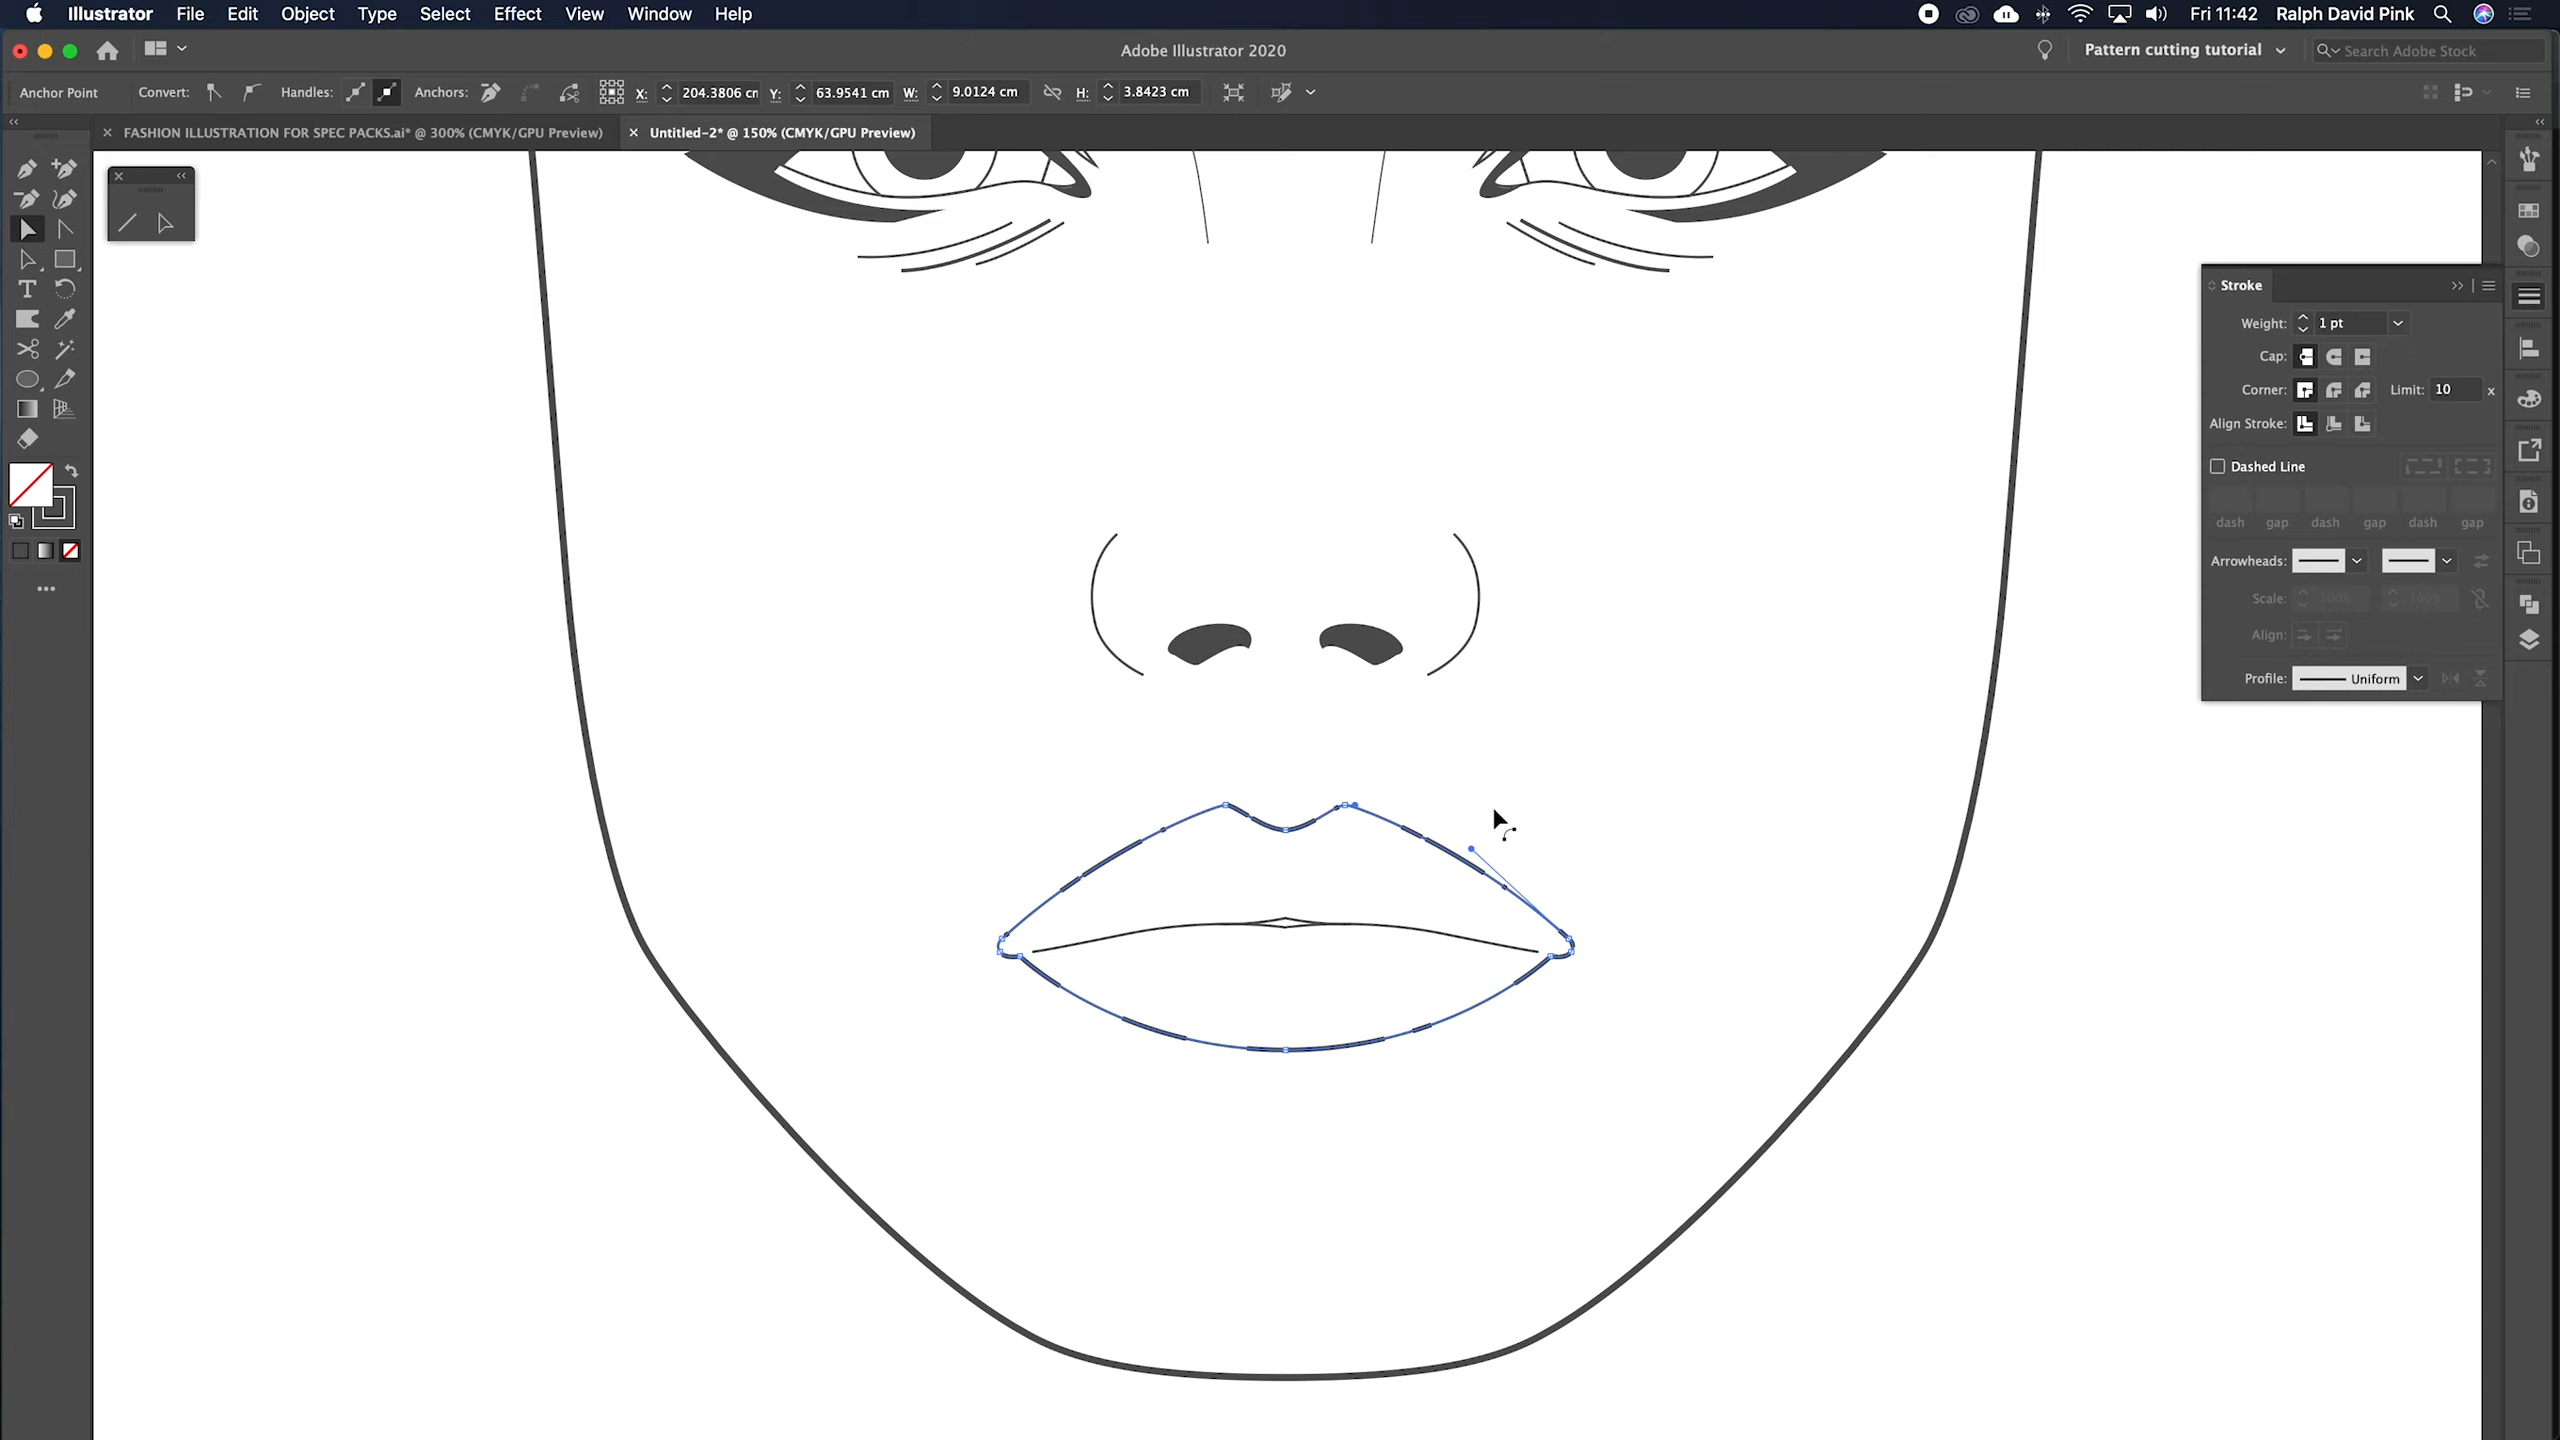 Illustrator File Edit Object Type Select Effect View Window Help Fri 11:42 Ralph David Pink
Adobe Illustrator 2020 Pattern cutting tutorial Search Adobe Stock
Anchor Point Convert: Handles: Anchors: X: 204.3806 cm Y: 63.9541 cm W: 9.0124 cm H: 3.8423 cm
FASHION ILLUSTRATION FOR SPEC PACKS.ai* @ 300% (CMYK/GPU Preview) Untitled-2* @ 150% (CMYK/GPU Preview)
Stroke
Weight: 1 pt
Cap:
Corner: Limit: 10 x
Align Stroke:
Dashed Line
dash gap dash gap dash gap
Arrowheads:
Scale: 100% 100%
Align:
Profile: Uniform